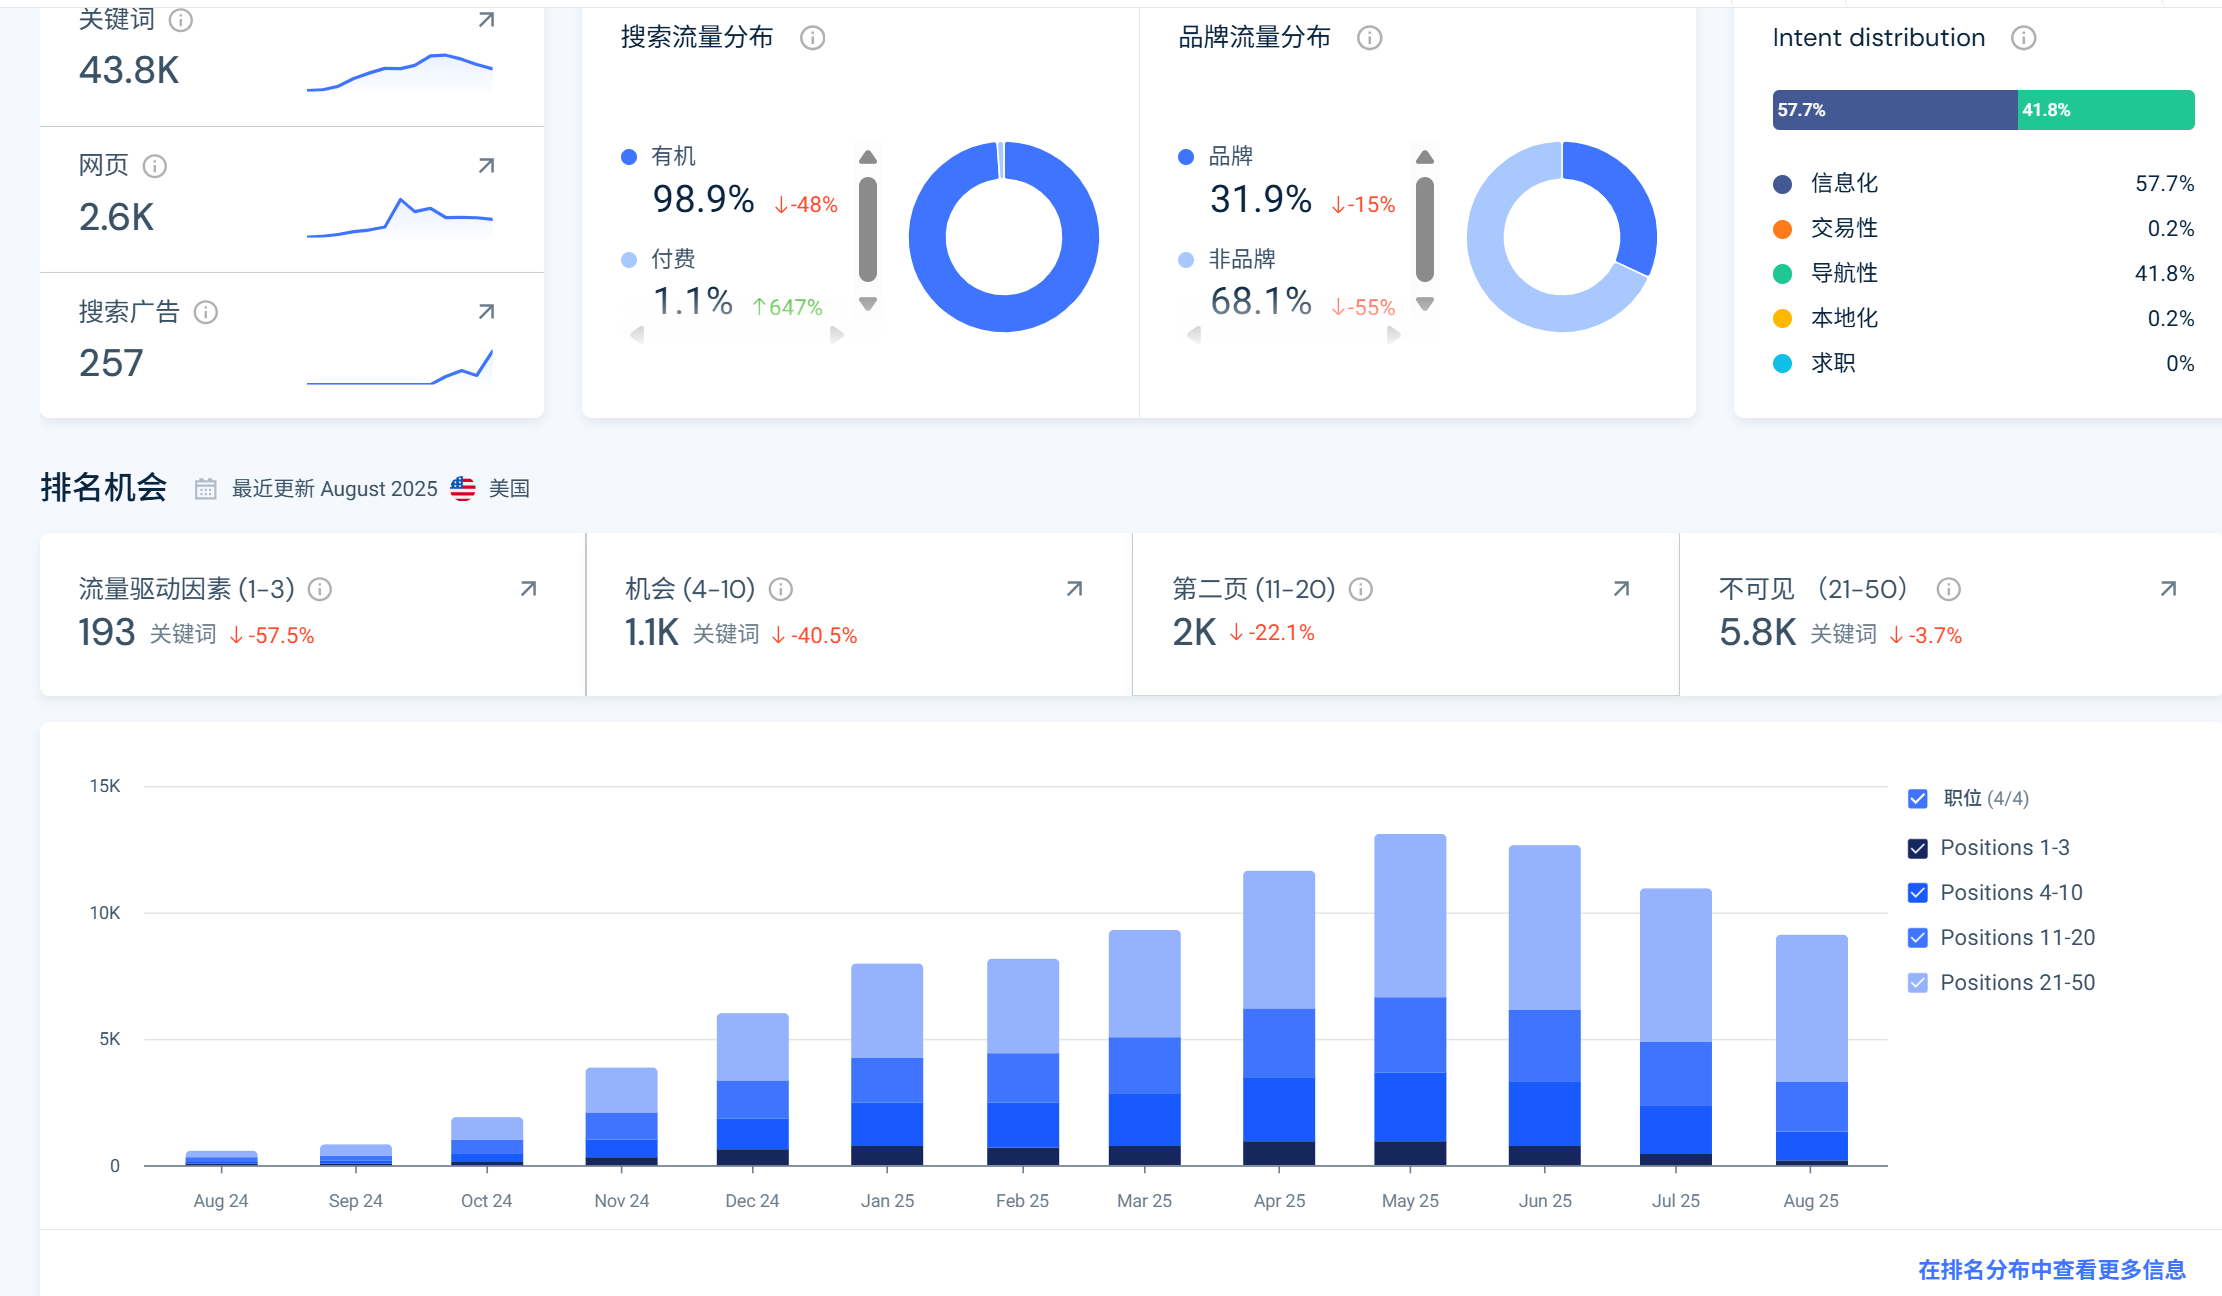 关键词
43.8K
网页
2.6K
搜索广告
257
搜索流量分布
有机
98.9% ↓-48%
付费
1.1% ↑647%
品牌流量分布
品牌
31.9% ↓-15%
非品牌
68.1% ↓-55%
Intent distribution
57.7% 41.8%
信息化 57.7%
交易性 0.2%
导航性 41.8%
本地化 0.2%
求职 0%
排名机会 最近更新 August 2025 美国
流量驱动因素 (1-3)
193 关键词 ↓-57.5%
机会 (4-10)
1.1K 关键词 ↓-40.5%
第二页 (11-20)
2K ↓-22.1%
不可见 （21-50）
5.8K 关键词 ↓-3.7%
15K
10K
5K
0
Aug 24 Sep 24 Oct 24 Nov 24 Dec 24 Jan 25 Feb 25 Mar 25 Apr 25 May 25 Jun 25 Jul 25 Aug 25
职位 (4/4)
Positions 1-3
Positions 4-10
Positions 11-20
Positions 21-50
在排名分布中查看更多信息